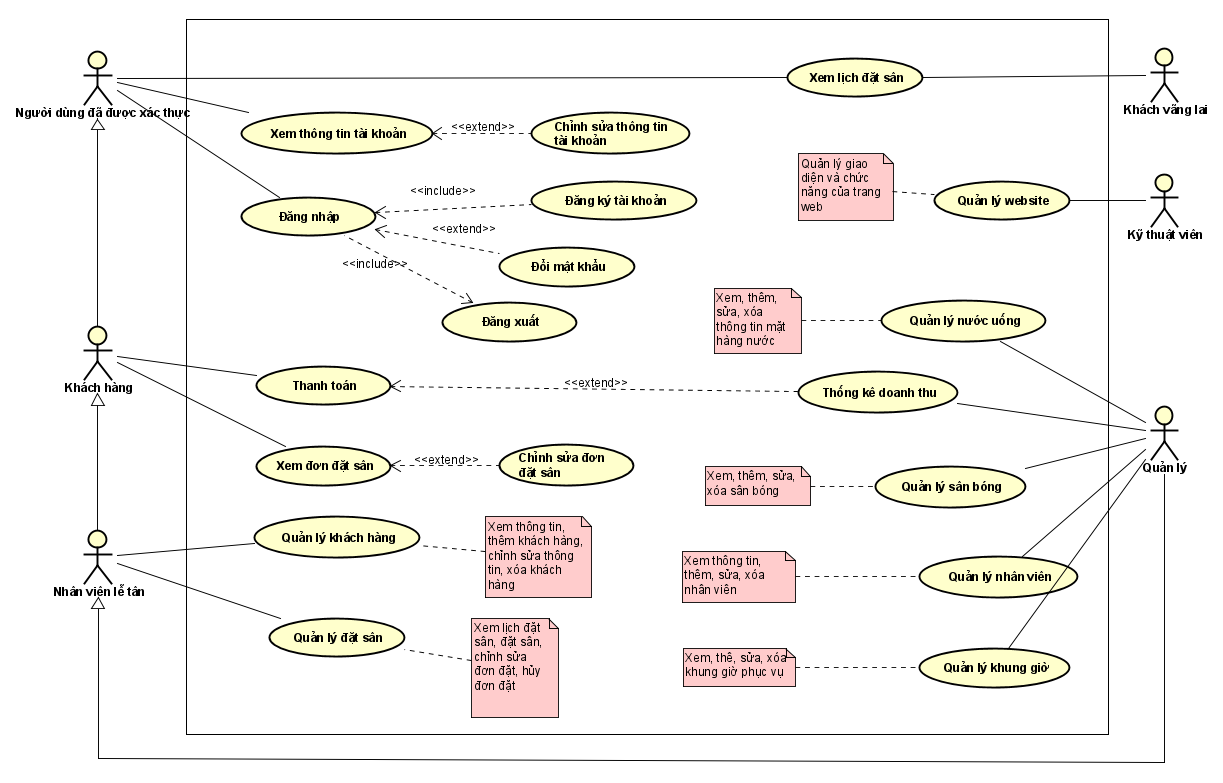 Xem lịch đặt sân
Người dùng đã được xác thực
Khách vãng lai
Xem thông tin tài khoản
<<extend>>
Chỉnh sửa thông tin
tài khoản
Quản lý giao
diện và chức
năng của trang
web
Quản lý website
Kỹ thuật viên
Đăng nhập
<<include>>
Đăng ký tài khoản
<<extend>>
Đổi mật khẩu
<<include>>
Đăng xuất
Xem, thêm,
sửa, xóa
thông tin mặt
hàng nước
Quản lý nước uống
Khách hàng
Thanh toán
<<extend>>
Thống kê doanh thu
Quản lý
Xem đơn đặt sân
<<extend>>
Chỉnh sửa đơn
đặt sân
Xem, thêm, sửa,
xóa sân bóng
Quản lý sân bóng
Quản lý khách hàng
Xem thông tin,
thêm khách hàng,
chỉnh sửa thông
tin, xóa khách
hàng
Nhân viên lễ tân
Xem thông tin,
thêm, sửa, xóa
nhân viên
Quản lý nhân viên
Quản lý đặt sân
Xem lịch đặt
sân, đặt sân,
chỉnh sửa
đơn đặt, hủy
đơn đặt
Xem, thê, sửa, xóa
khung giờ phục vụ
Quản lý khung giờ